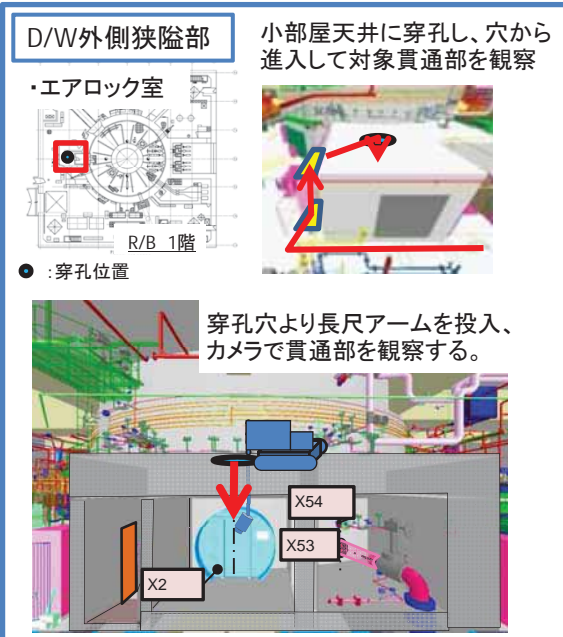 D/W外側狭隘部
・エアロック室
R/B 1階
:穿孔位置
小部屋天井に穿孔し、穴から
進入して対象貫通部を観察
穿孔穴より長尺アームを投入、
カメラで貫通部を観察する。
X54
X53
X2